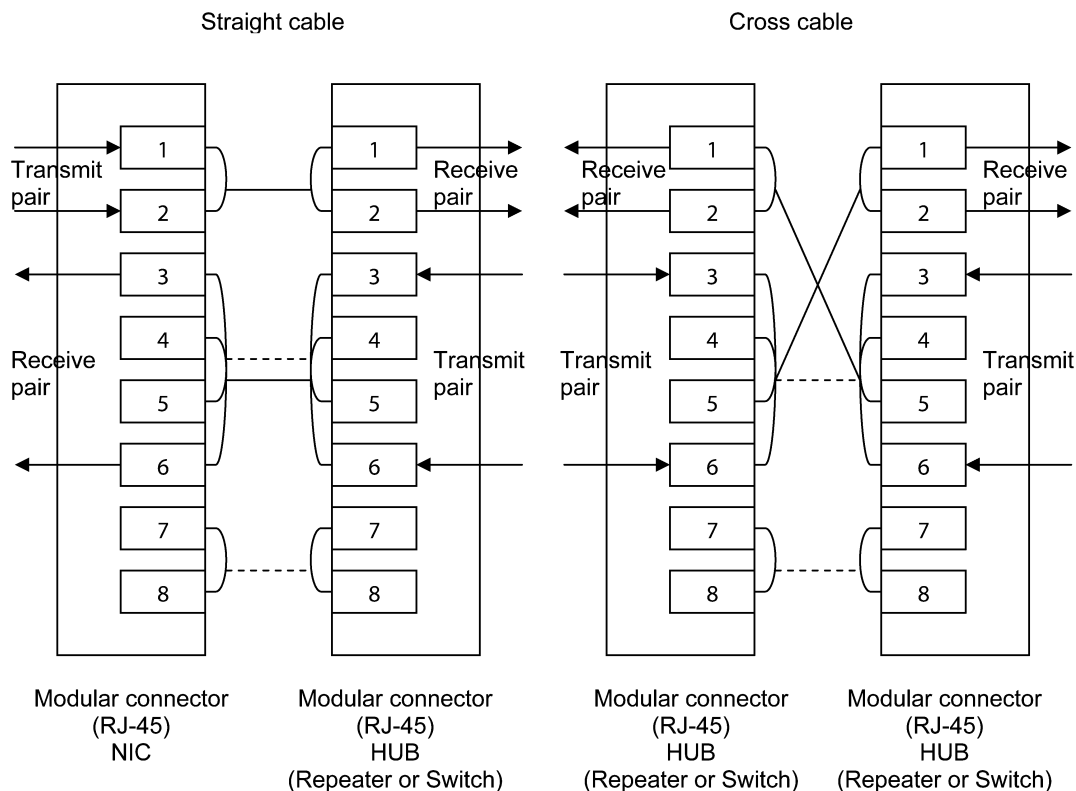 Straight cable
Cross cable
1
2
3
4
5
6
7
8
Transmit
pair
Receive
pair
1
2
3
4
5
6
7
8
Receive
pair
Transmit
pair
1
2
3
4
5
6
7
8
Receive
pair
Transmit
pair
1
2
3
4
5
6
7
8
Receive
pair
Transmit
pair
Modular connector
(RJ-45)
NIC
Modular connector
(RJ-45)
HUB
(Repeater or Switch)
Modular connector
(RJ-45)
HUB
(Repeater or Switch)
Modular connector
(RJ-45)
HUB
(Repeater or Switch)